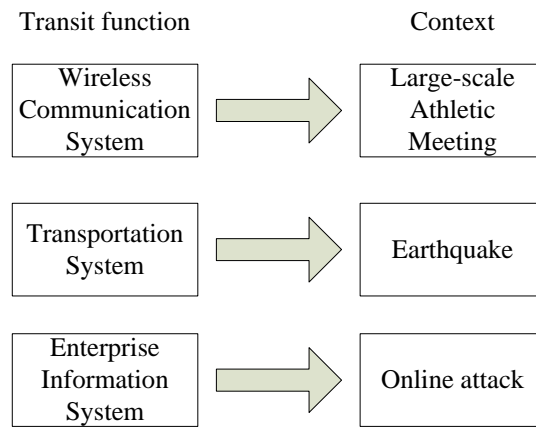 Transit function
Context
Wireless
Communication
System
Large-scale
Athletic
Meeting
Transportation
System
Earthquake
Enterprise
Information
System
Online attack